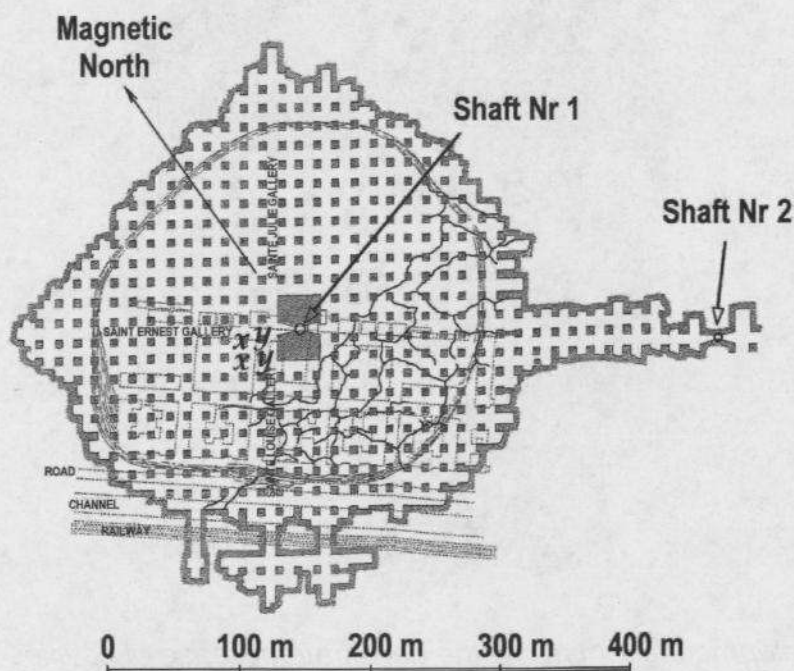 Magnetic
North
Shaft Nr 1
Shaft Nr 2
SAINTE JULIE GALLERY
SAINT ERNEST GALLERY
ROAD
CHANNEL
RAILWAY
0 100 m 200 m 300 m 400 m